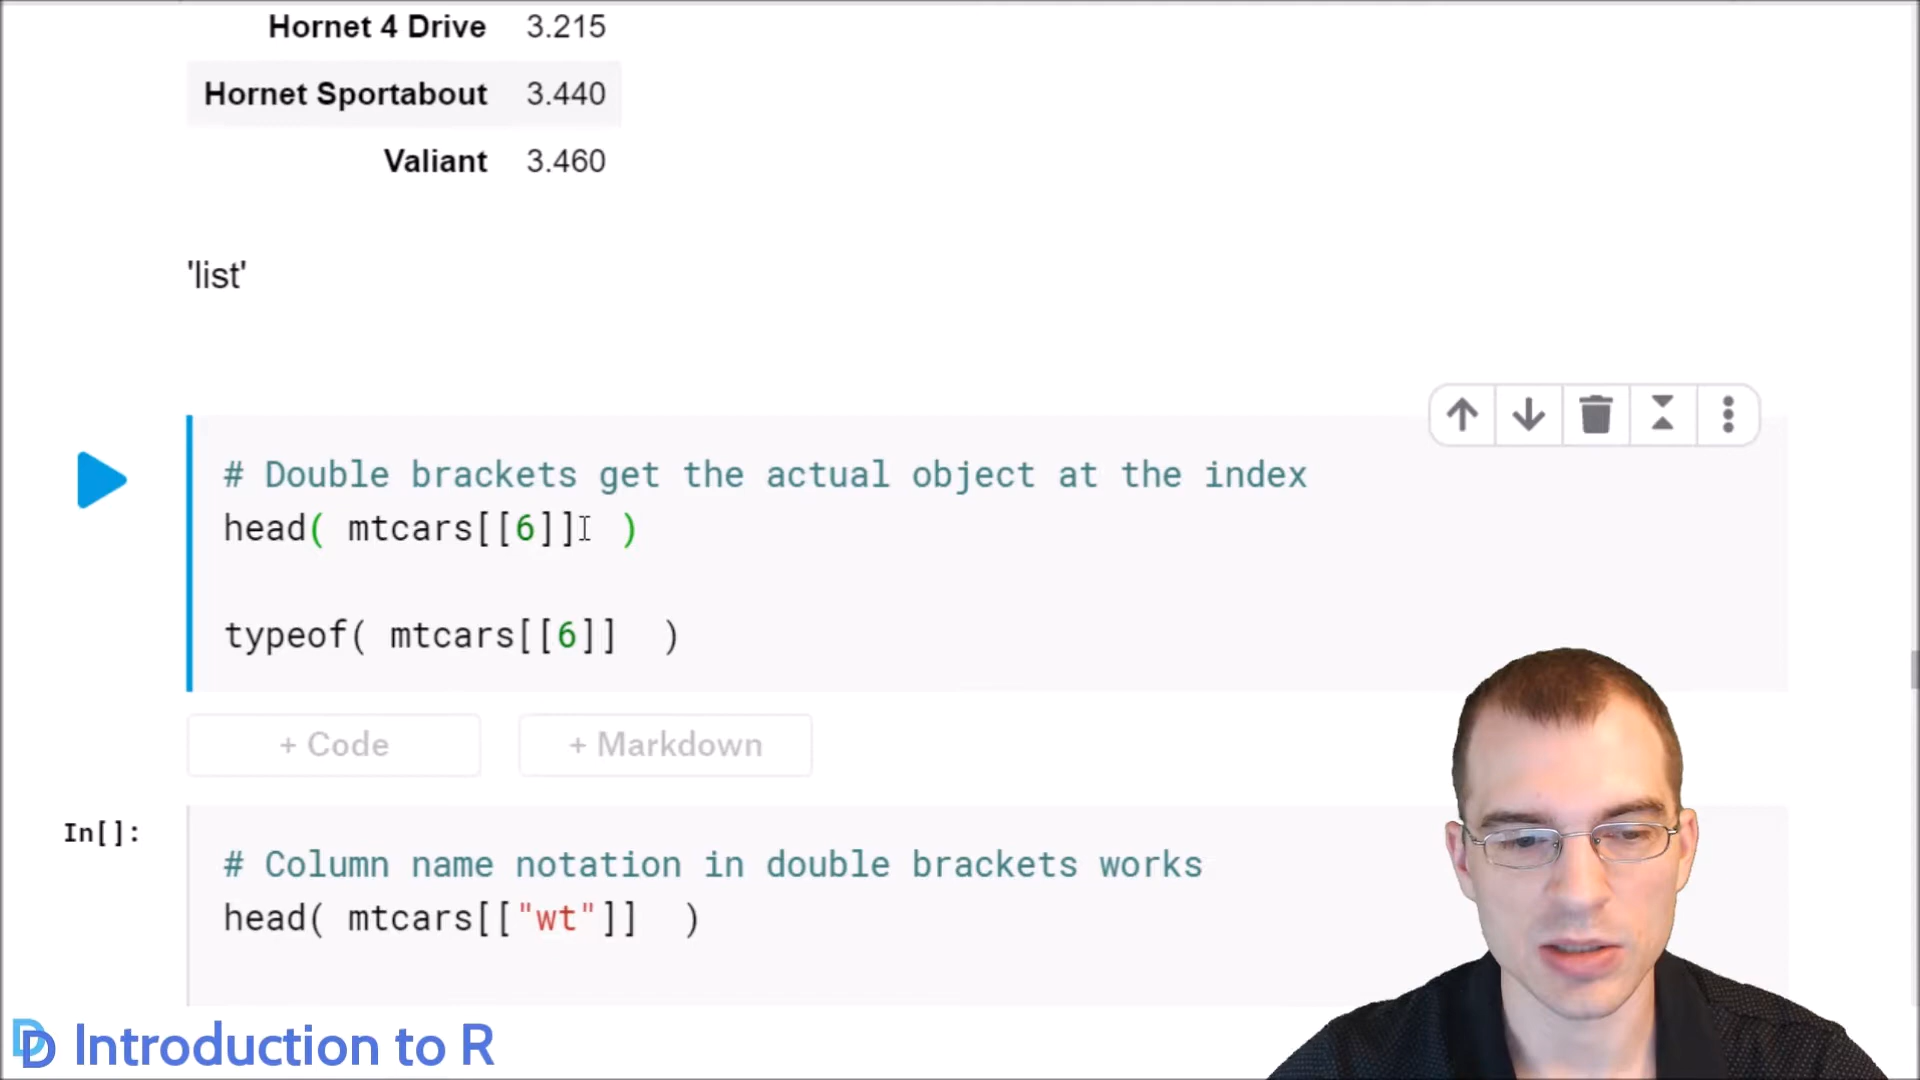 Hornet 4 Drive 3.215
Hornet Sportabout 3.440
Valiant 3.460
'list'
# Double brackets get the actual object at the index
head( mtcars[[6]]  )
typeof( mtcars[[6]]  )
+ Code + Markdown
In[]:
# Column name notation in double brackets works
head( mtcars[["wt"]]  )
D Introduction to R